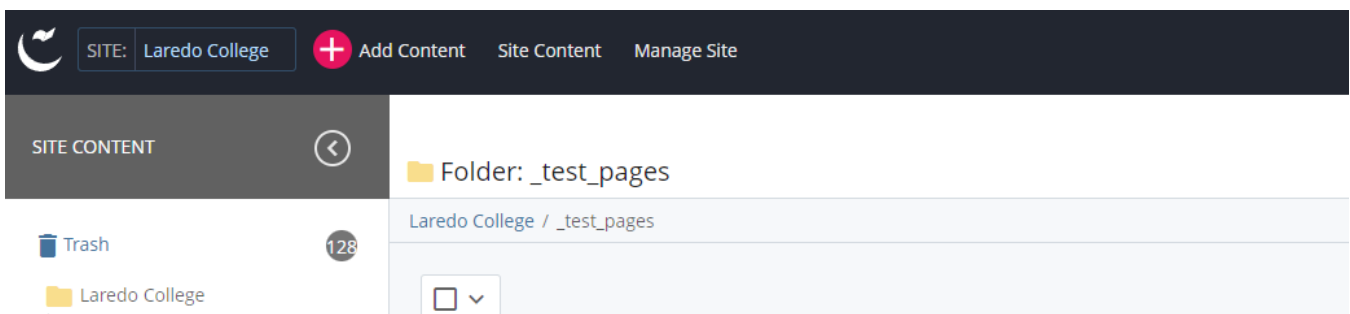 SITE: Laredo College Add Content Site Content Manage Site
SITE CONTENT
Folder: _test_pages
Laredo College / _test_pages
Trash 128
Laredo College